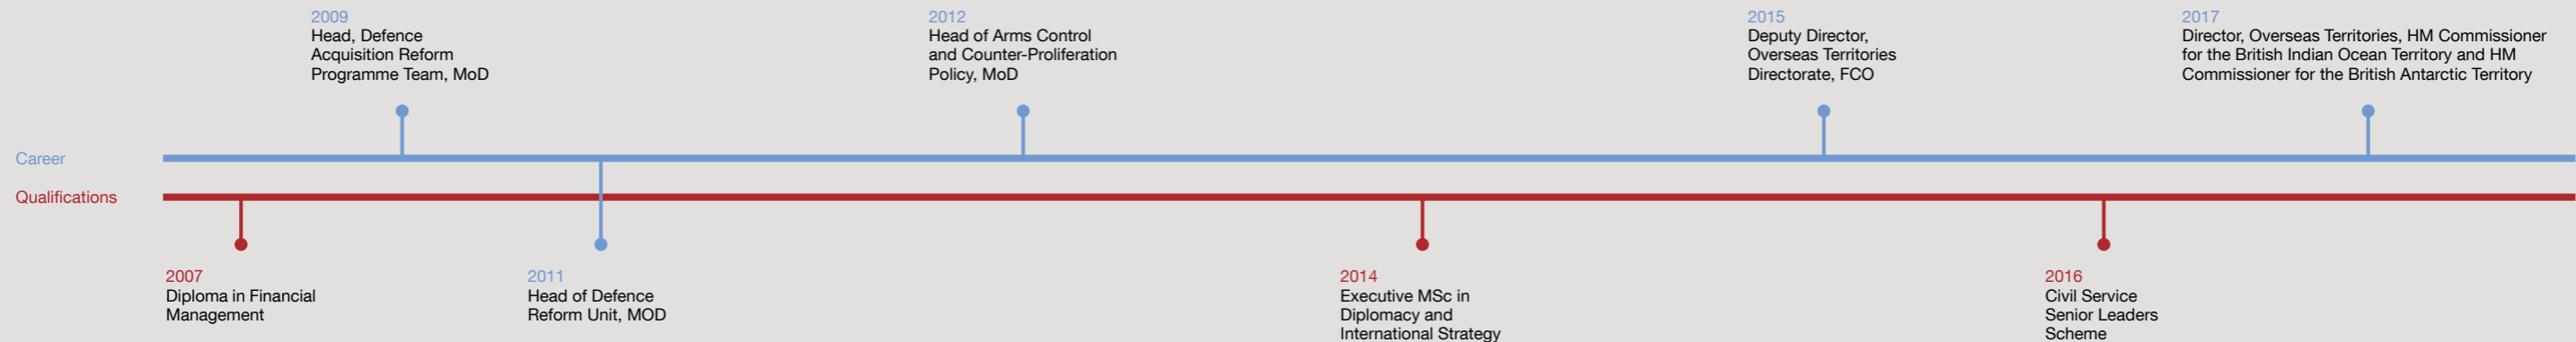 2009
Head, Defence
Acquisition Reform
Programme Team, MoD
2012
Head of Arms Control
and Counter-Proliferation
Policy, MoD
2015
Deputy Director,
Overseas Territories
Directorate, FCO
2017
Director, Overseas Territories, HM Commissioner
for the British Indian Ocean Territory and HM
Commissioner for the British Antarctic Territory
Career
Qualifications
2007
Diploma in Financial
Management
2011
Head of Defence
Reform Unit, MOD
2014
Executive MSc in
Diplomacy and
International Strategy
2016
Civil Service
Senior Leaders
Scheme